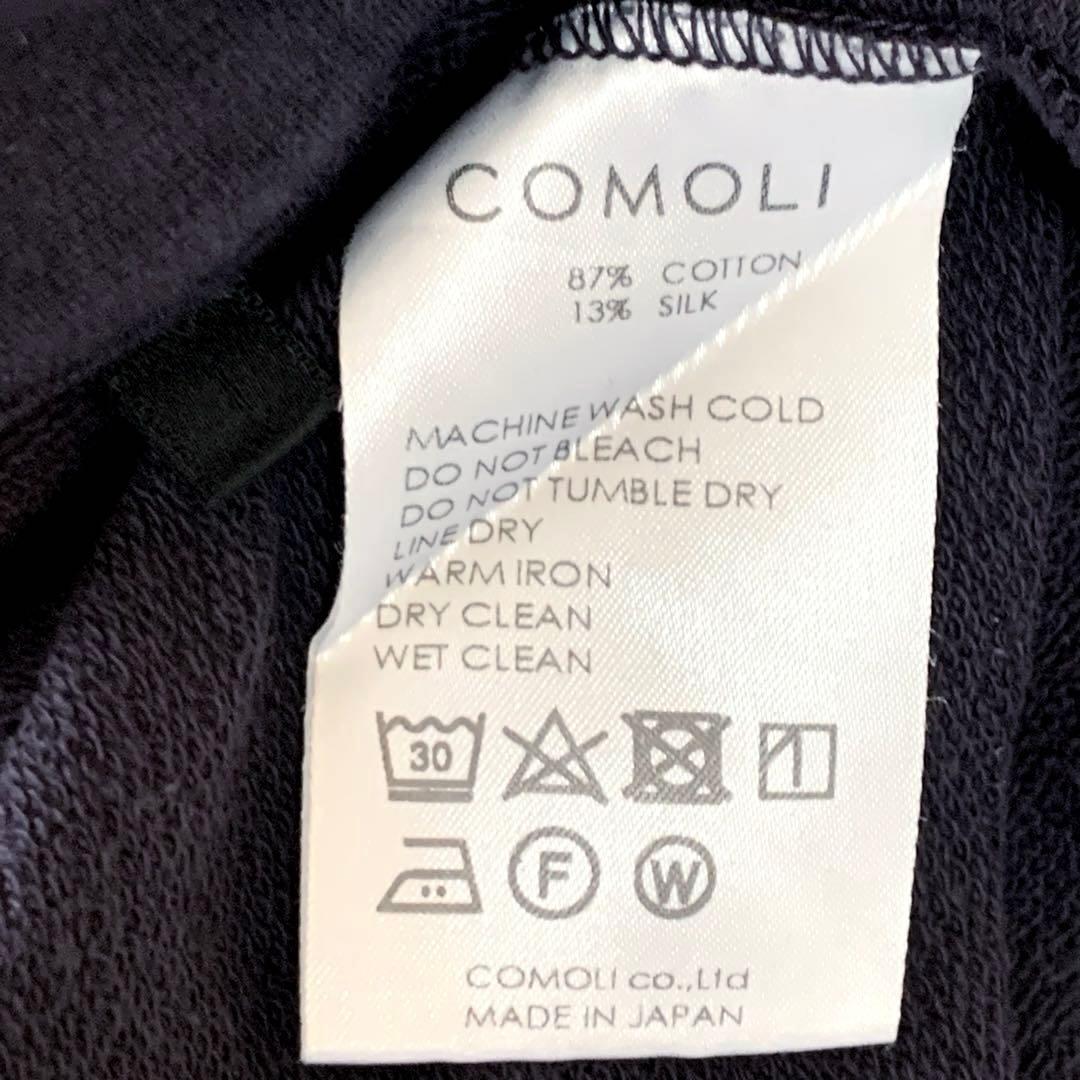 COMOLI
87% COTTON
13% SILK
MACHINE WASH COLD
DO NOT BLEACH
DO NOT TUMBLE DRY
LINE DRY
WARM IRON
DRY CLEAN
WET CLEAN
30
F W
COMOLI co.,Ltd
MADE IN JAPAN